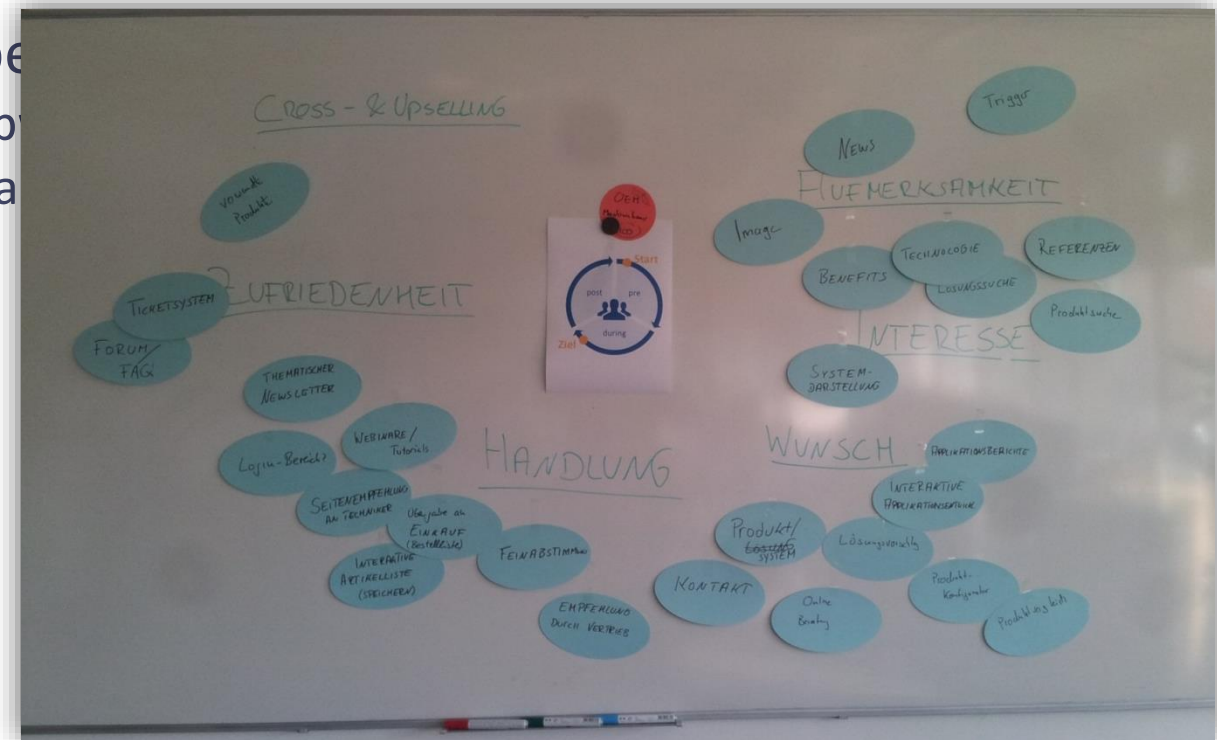 CROSS- & UPSELLING
Produkte
ZUFRIEDENHEIT
TICKETSYSTEM
FORUM/
FAQ
THEMATISCHER
NEWSLETTER
WEBINARE/
Tutorials
Login-Bereich?
SEITENEMPFEHLUNG
AN TECHNIKER
Übergabe an
EINKAUF
(Bestellliste)
INTERAKTIVE
ARTIKELLISTE
(SPEICHERN)
HANDLUNG
FEINABSTIMMUNG
EMPFEHLUNG
DURCH VERTRIEB
Start
post
pre
during
Ziel
Trigger
NEWS
AUFMERKSAMKEIT
Image
BENEFITS
TECHNOLOGIE
LÖSUNGSSUCHE
REFERENZEN
Produktsuche
INTERESSE
SYSTEM-
DARSTELLUNG
WUNSCH
APPLIKATIONSBERICHTE
INTERAKTIVE
Produkt/
SYSTEM
Lösungsvorschlag
KONTAKT
Online
Produkt-
Konfigurator
Produktvergleich